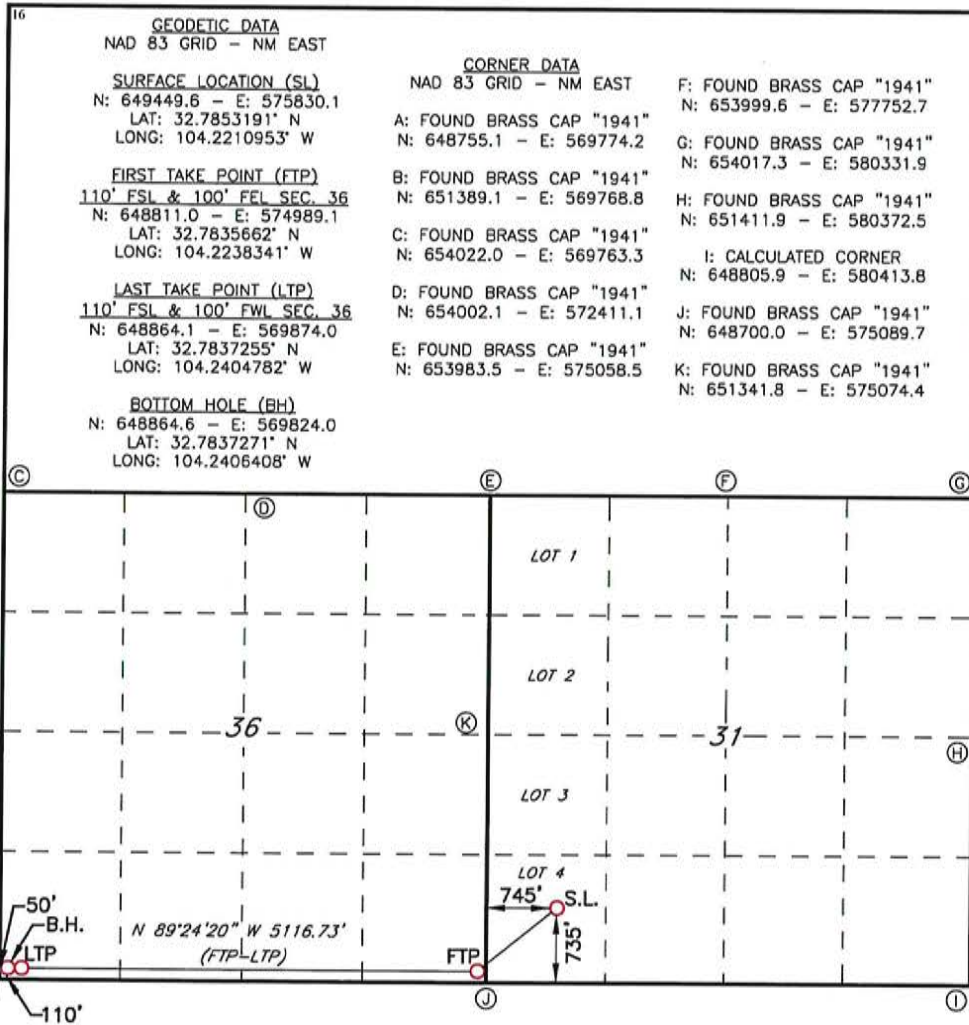 16
GEODETIC DATA
NAD 83 GRID – NM EAST
SURFACE LOCATION (SL)
N: 649449.6 – E: 575830.1
LAT: 32.7853191° N
LONG: 104.2210953° W
FIRST TAKE POINT (FTP)
110' FSL & 100' FEL SEC. 36
N: 648811.0 – E: 574989.1
LAT: 32.7835662° N
LONG: 104.2238341° W
LAST TAKE POINT (LTP)
110' FSL & 100' FWL SEC. 36
N: 648864.1 – E: 569874.0
LAT: 32.7837255° N
LONG: 104.2404782° W
BOTTOM HOLE (BH)
N: 648864.6 – E: 569824.0
LAT: 32.7837271° N
LONG: 104.2406408° W
CORNER DATA
NAD 83 GRID – NM EAST
A: FOUND BRASS CAP "1941"
N: 648755.1 – E: 569774.2
B: FOUND BRASS CAP "1941"
N: 651389.1 – E: 569768.8
C: FOUND BRASS CAP "1941"
N: 654022.0 – E: 569763.3
D: FOUND BRASS CAP "1941"
N: 654002.1 – E: 572411.1
E: FOUND BRASS CAP "1941"
N: 653983.5 – E: 575058.5
F: FOUND BRASS CAP "1941"
N: 653999.6 – E: 577752.7
G: FOUND BRASS CAP "1941"
N: 654017.3 – E: 580331.9
H: FOUND BRASS CAP "1941"
N: 651411.9 – E: 580372.5
I: CALCULATED CORNER
N: 648805.9 – E: 580413.8
J: FOUND BRASS CAP "1941"
N: 648700.0 – E: 575089.7
K: FOUND BRASS CAP "1941"
N: 651341.8 – E: 575074.4
C
E
F
G
D
LOT 1
LOT 2
36
K
31
H
LOT 3
LOT 4
745'
S.L.
735'
50'
B.H.
LTP
N 89°24'20" W 5116.73'
(FTP–LTP)
FTP
J
I
110'